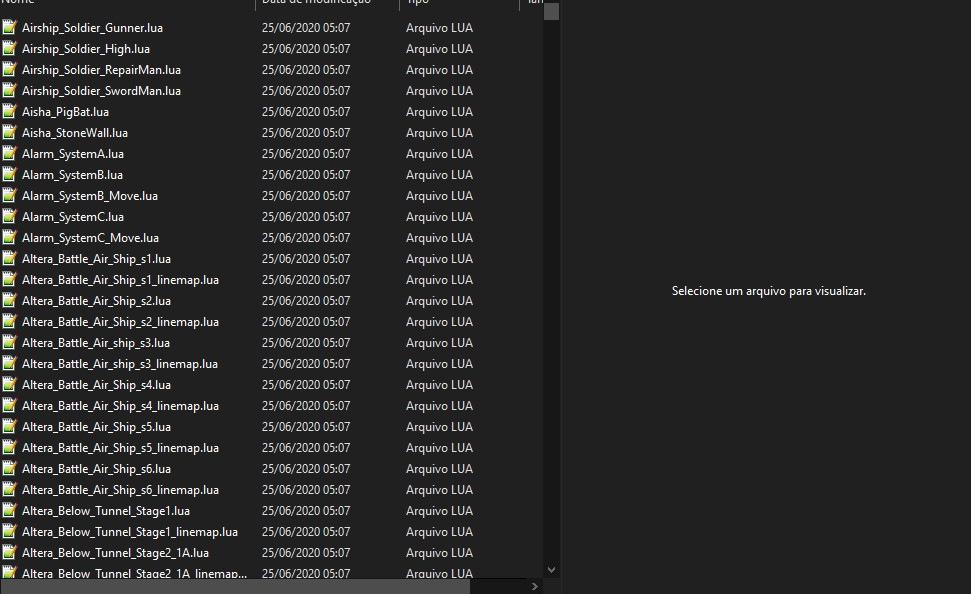 Nome Data de modificação Tipo Tam
Airship_Soldier_Gunner.lua 25/06/2020 05:07 Arquivo LUA
Airship_Soldier_High.lua 25/06/2020 05:07 Arquivo LUA
Airship_Soldier_RepairMan.lua 25/06/2020 05:07 Arquivo LUA
Airship_Soldier_SwordMan.lua 25/06/2020 05:07 Arquivo LUA
Aisha_PigBat.lua 25/06/2020 05:07 Arquivo LUA
Aisha_StoneWall.lua 25/06/2020 05:07 Arquivo LUA
Alarm_SystemA.lua 25/06/2020 05:07 Arquivo LUA
Alarm_SystemB.lua 25/06/2020 05:07 Arquivo LUA
Alarm_SystemB_Move.lua 25/06/2020 05:07 Arquivo LUA
Alarm_SystemC.lua 25/06/2020 05:07 Arquivo LUA
Alarm_SystemC_Move.lua 25/06/2020 05:07 Arquivo LUA
Altera_Battle_Air_Ship_s1.lua 25/06/2020 05:07 Arquivo LUA
Altera_Battle_Air_Ship_s1_linemap.lua 25/06/2020 05:07 Arquivo LUA
Altera_Battle_Air_Ship_s2.lua 25/06/2020 05:07 Arquivo LUA
Altera_Battle_Air_Ship_s2_linemap.lua 25/06/2020 05:07 Arquivo LUA
Altera_Battle_Air_ship_s3.lua 25/06/2020 05:07 Arquivo LUA
Altera_Battle_Air_ship_s3_linemap.lua 25/06/2020 05:07 Arquivo LUA
Altera_Battle_Air_Ship_s4.lua 25/06/2020 05:07 Arquivo LUA
Altera_Battle_Air_Ship_s4_linemap.lua 25/06/2020 05:07 Arquivo LUA
Altera_Battle_Air_Ship_s5.lua 25/06/2020 05:07 Arquivo LUA
Altera_Battle_Air_Ship_s5_linemap.lua 25/06/2020 05:07 Arquivo LUA
Altera_Battle_Air_Ship_s6.lua 25/06/2020 05:07 Arquivo LUA
Altera_Battle_Air_Ship_s6_linemap.lua 25/06/2020 05:07 Arquivo LUA
Altera_Below_Tunnel_Stage1.lua 25/06/2020 05:07 Arquivo LUA
Altera_Below_Tunnel_Stage1_linemap.lua 25/06/2020 05:07 Arquivo LUA
Altera_Below_Tunnel_Stage2_1A.lua 25/06/2020 05:07 Arquivo LUA
Altera_Below_Tunnel_Stage2_1A_linemap... 25/06/2020 05:07 Arquivo LUA
Selecione um arquivo para visualizar.